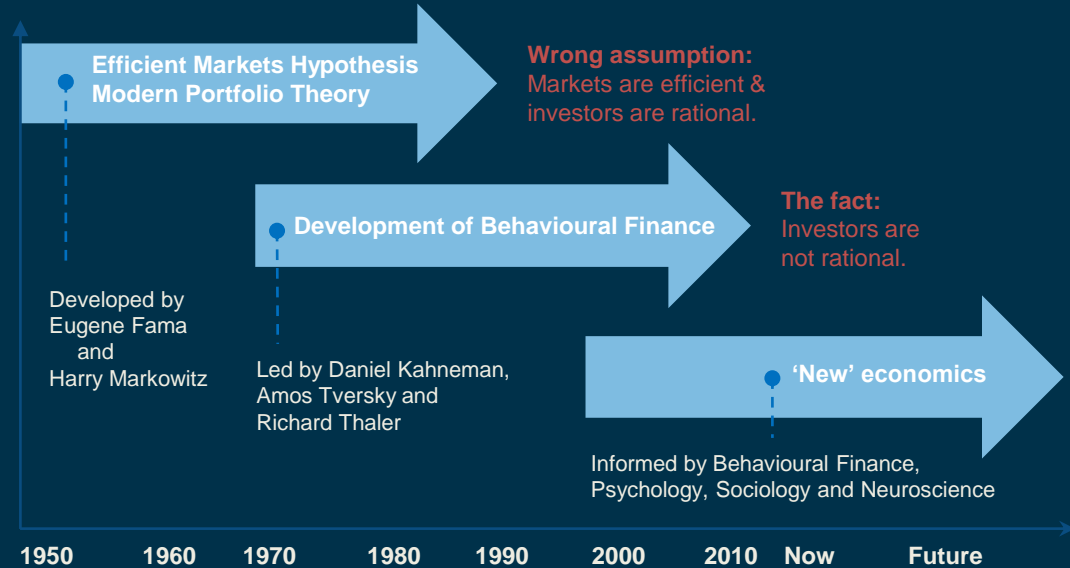 Efficient Markets Hypothesis
Modern Portfolio Theory
Wrong assumption:
Markets are efficient &
investors are rational.
Development of Behavioural Finance
The fact:
Investors are
not rational.
Developed by
Eugene Fama
and
Harry Markowitz
Led by Daniel Kahneman,
Amos Tversky and
Richard Thaler
‘New’ economics
Informed by Behavioural Finance,
Psychology, Sociology and Neuroscience
1950 1960 1970 1980 1990 2000 2010 Now Future